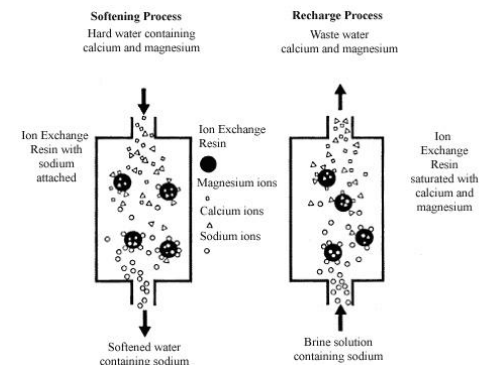 Softening Process
Hard water containing
calcium and magnesium
Ion Exchange
Resin with
sodium
attached
Ion Exchange
Resin
Magnesium ions
Calcium ions
Sodium ions
Softened water
containing sodium
Recharge Process
Waste water
calcium and magnesium
Ion
Exchange
Resin
saturated with
calcium and
magnesium
Brine solution
containing sodium